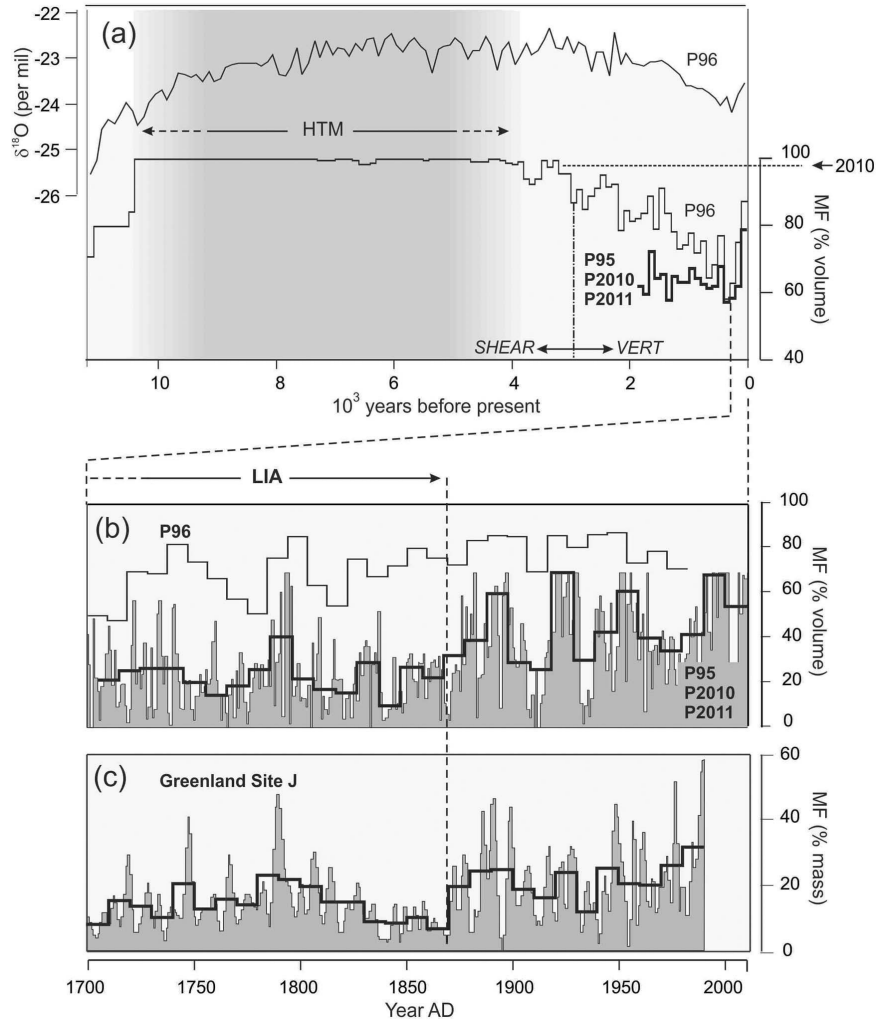 (a)
-22
-23
-24
-25
-26
δ18O (per mil)
P96
HTM
100
80
60
40
2010
MF (% volume)
P96
P95
P2010
P2011
SHEAR VERT
10 8 6 4 2 0
10³ years before present
LIA
(b)
P96
100
80
60
40
20
0
MF (% volume)
P95
P2010
P2011
(c)
Greenland Site J
60
40
20
0
MF (% mass)
1700 1750 1800 1850 1900 1950 2000
Year AD